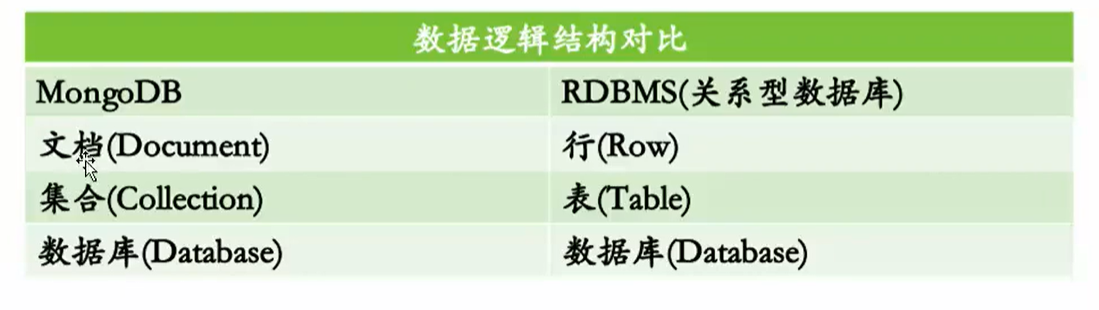 数据逻辑结构对比
MongoDB RDBMS(关系型数据库)
文档(Document) 行(Row)
集合(Collection) 表(Table)
数据库(Database) 数据库(Database)